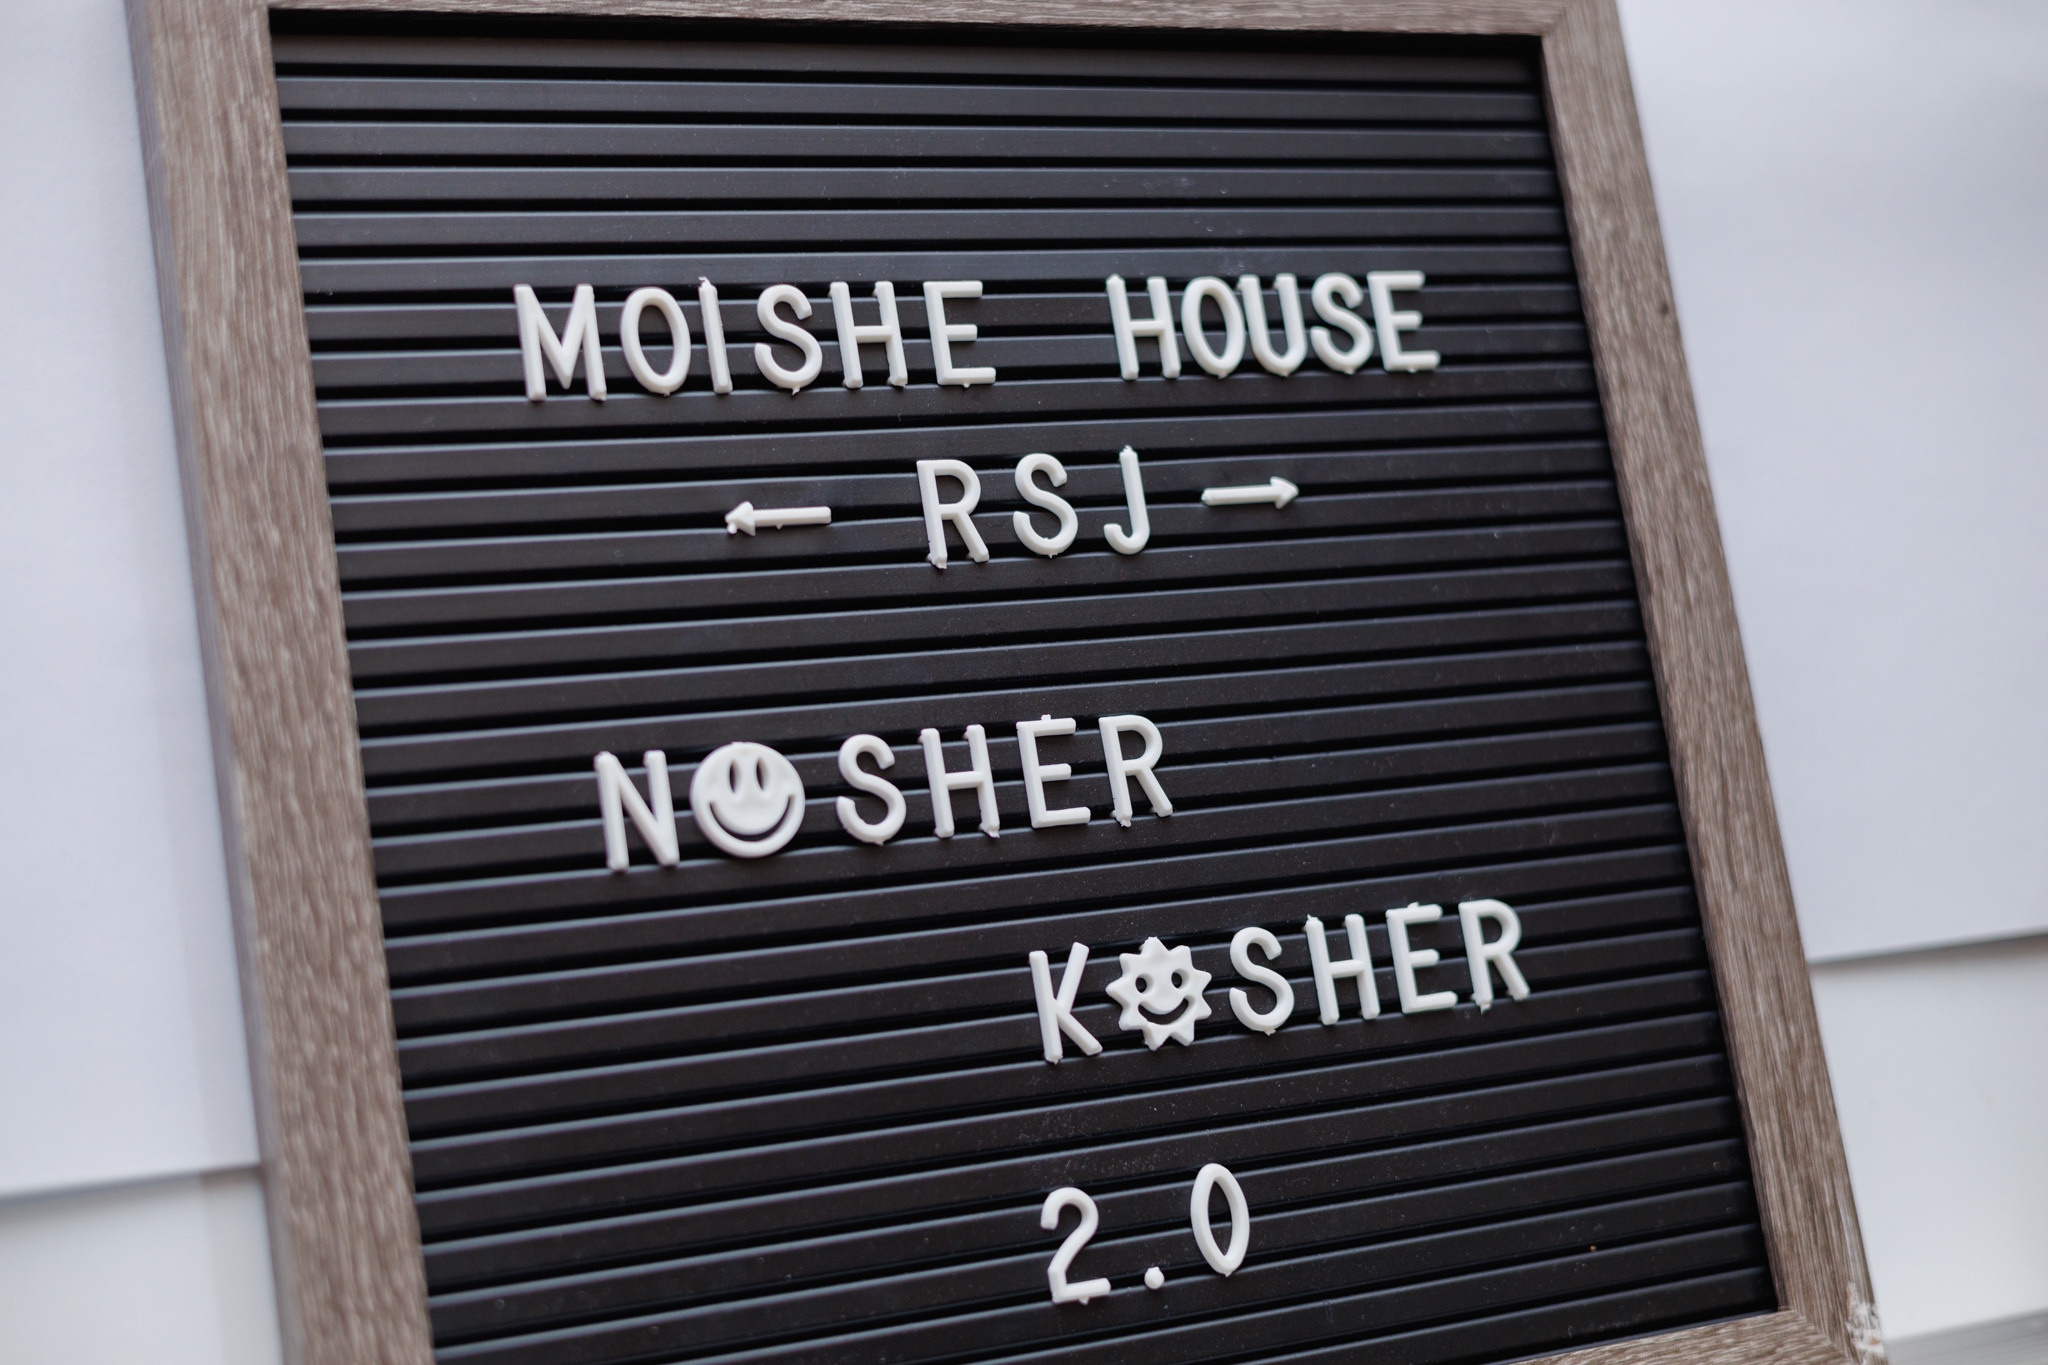 MOISHE HOUSE
← RSJ →
N☺SHER
K🌞SHER
2.0